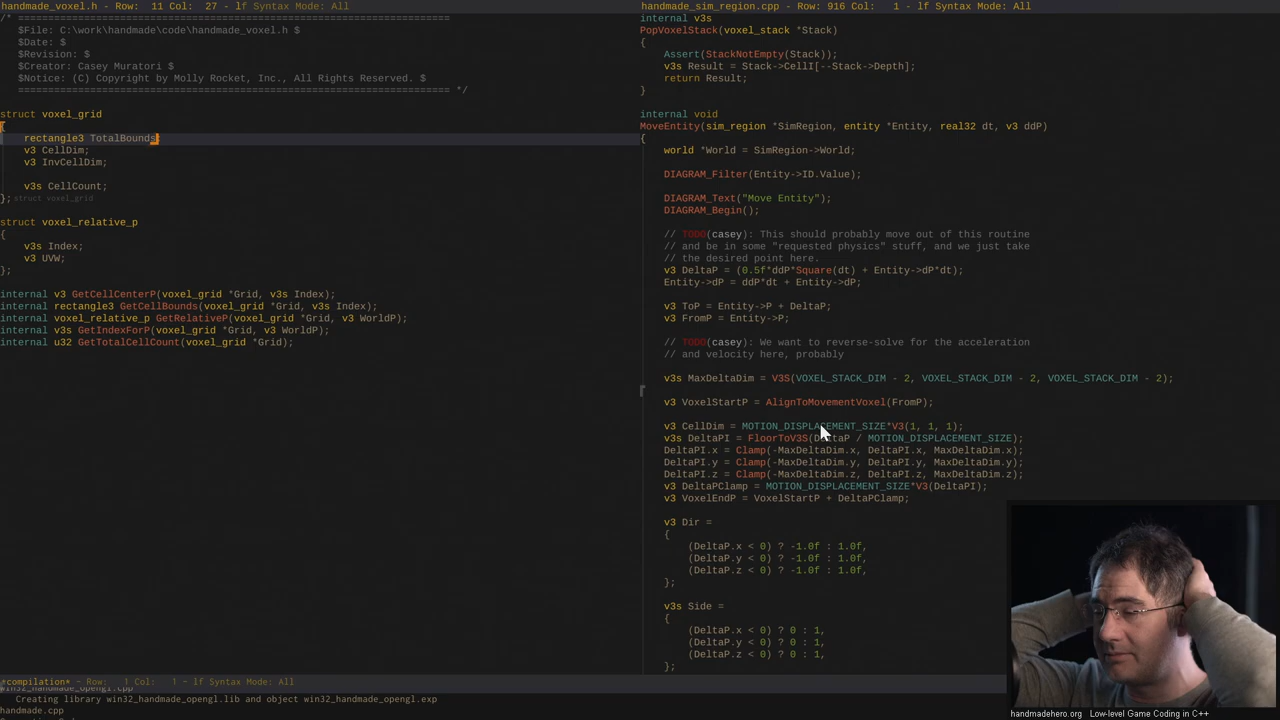 handmade_voxel.h - Row: 11 Col: 27 - lf Syntax Mode: All
/* ========================================================================
$File: C:\work\handmade\code\handmade_voxel.h $
$Date: $
$Revision: $
$Creator: Casey Muratori $
$Notice: (C) Copyright by Molly Rocket, Inc., All Rights Reserved. $
======================================================================== */
struct voxel_grid
{
rectangle3 TotalBounds;
v3 CellDim;
v3 InvCellDim;
v3s CellCount;
}; struct voxel_grid
struct voxel_relative_p
{
v3s Index;
v3 UVW;
};
internal v3 GetCellCenterP(voxel_grid *Grid, v3s Index);
internal rectangle3 GetCellBounds(voxel_grid *Grid, v3s Index);
internal voxel_relative_p GetRelativeP(voxel_grid *Grid, v3 WorldP);
internal v3s GetIndexForP(voxel_grid *Grid, v3 WorldP);
internal u32 GetTotalCellCount(voxel_grid *Grid);
handmade_sim_region.cpp - Row: 916 Col: 1 - lf Syntax Mode: All
internal v3s
PopVoxelStack(voxel_stack *Stack)
{
Assert(StackNotEmpty(Stack));
v3s Result = Stack->CellI[--Stack->Depth];
return Result;
}
internal void
MoveEntity(sim_region *SimRegion, entity *Entity, real32 dt, v3 ddP)
{
world *World = SimRegion->World;
DIAGRAM_Filter(Entity->ID.Value);
DIAGRAM_Text("Move Entity");
DIAGRAM_Begin();
// TODO(casey): This should probably move out of this routine
// and be in some "requested physics" stuff, and we just take
// the desired point here.
v3 DeltaP = (0.5f*ddP*Square(dt) + Entity->dP*dt);
Entity->dP = ddP*dt + Entity->dP;
v3 ToP = Entity->P + DeltaP;
v3 FromP = Entity->P;
// TODO(casey): We want to reverse-solve for the acceleration
// and velocity here, probably
v3s MaxDeltaDim = V3S(VOXEL_STACK_DIM - 2, VOXEL_STACK_DIM - 2, VOXEL_STACK_DIM - 2);
v3 VoxelStartP = AlignToMovementVoxel(FromP);
v3 CellDim = MOTION_DISPLACEMENT_SIZE*V3(1, 1, 1);
v3s DeltaPI = FloorToV3S(DeltaP / MOTION_DISPLACEMENT_SIZE);
DeltaPI.x = Clamp(-MaxDeltaDim.x, DeltaPI.x, MaxDeltaDim.x);
DeltaPI.y = Clamp(-MaxDeltaDim.y, DeltaPI.y, MaxDeltaDim.y);
DeltaPI.z = Clamp(-MaxDeltaDim.z, DeltaPI.z, MaxDeltaDim.z);
v3 DeltaPClamp = MOTION_DISPLACEMENT_SIZE*V3(DeltaPI);
v3 VoxelEndP = VoxelStartP + DeltaPClamp;
v3 Dir =
{
(DeltaP.x < 0) ? -1.0f : 1.0f,
(DeltaP.y < 0) ? -1.0f : 1.0f,
(DeltaP.z < 0) ? -1.0f : 1.0f,
};
v3s Side =
{
(DeltaP.x < 0) ? 0 : 1,
(DeltaP.y < 0) ? 0 : 1,
(DeltaP.z < 0) ? 0 : 1,
};
*compilation* - Row: 1 Col: 1 - lf Syntax Mode: All
win32_handmade_opengl.cpp
Creating library win32_handmade_opengl.lib and object win32_handmade_opengl.exp
handmade.cpp
handmadehero.org Low-level Game Coding in C++